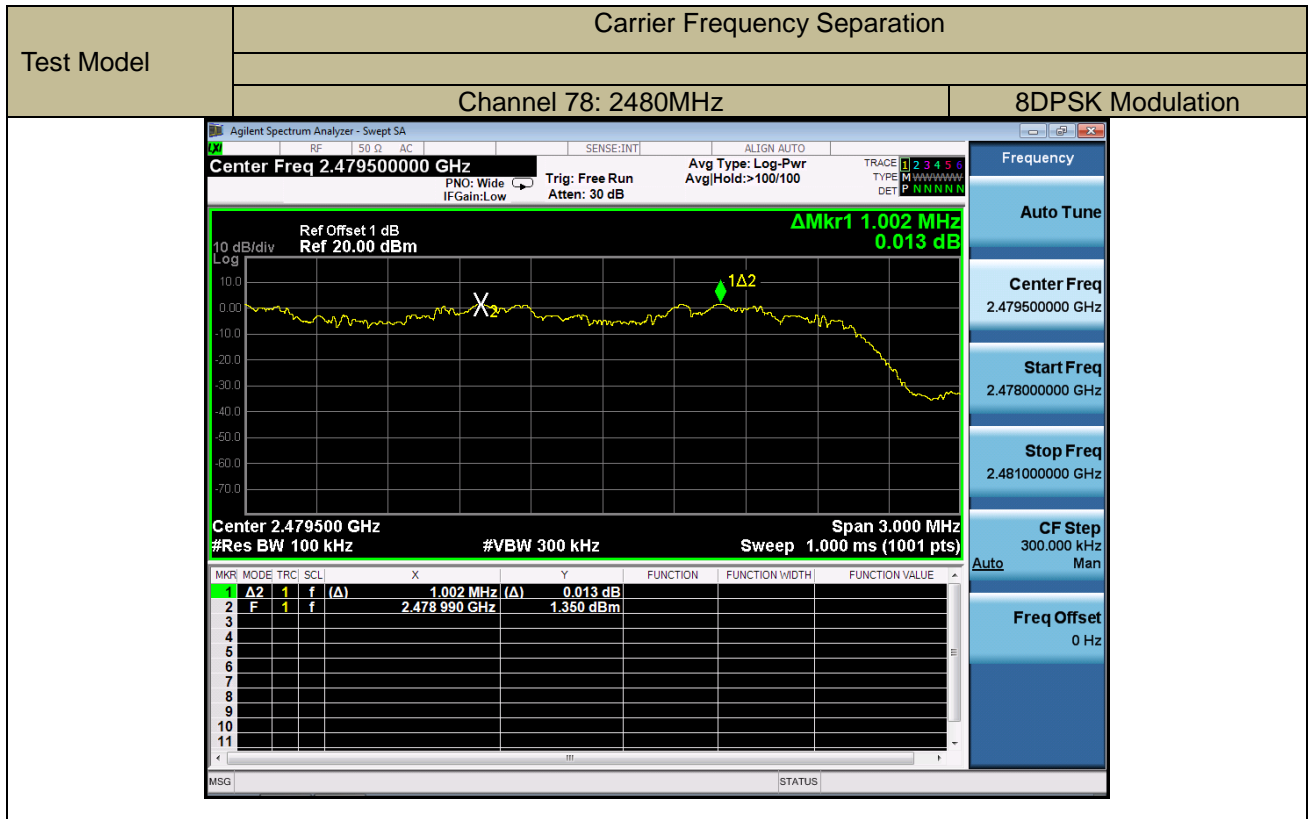 Test Model
Carrier Frequency Separation
Channel 78: 2480MHz
8DPSK Modulation
Agilent Spectrum Analyzer - Swept SA
LXI RF 50 Ω AC SENSE:INT ALIGN AUTO
Center Freq 2.479500000 GHz
PNO: Wide
IFGain:Low
Trig: Free Run
Atten: 30 dB
Avg Type: Log-Pwr
Avg|Hold:>100/100
TRACE 1 2 3 4 5 6
TYPE M WWWWW
DET P N N N N N
ΔMkr1 1.002 MHz
0.013 dB
Ref Offset 1 dB
10 dB/div Ref 20.00 dBm
Log
10.0
0.00
-10.0
-20.0
-30.0
-40.0
-50.0
-60.0
-70.0
X2
1Δ2
Center 2.479500 GHz Span 3.000 MHz
#Res BW 100 kHz #VBW 300 kHz Sweep 1.000 ms (1001 pts)
MKR MODE TRC SCL X Y FUNCTION FUNCTION WIDTH FUNCTION VALUE
1 Δ2 1 f (Δ) 1.002 MHz (Δ) 0.013 dB
2 F 1 f 2.478 990 GHz 1.350 dBm
3
4
5
6
7
8
9
10
11
MSG STATUS
Frequency
Auto Tune
Center Freq
2.479500000 GHz
Start Freq
2.478000000 GHz
Stop Freq
2.481000000 GHz
CF Step
300.000 kHz
Auto Man
Freq Offset
0 Hz